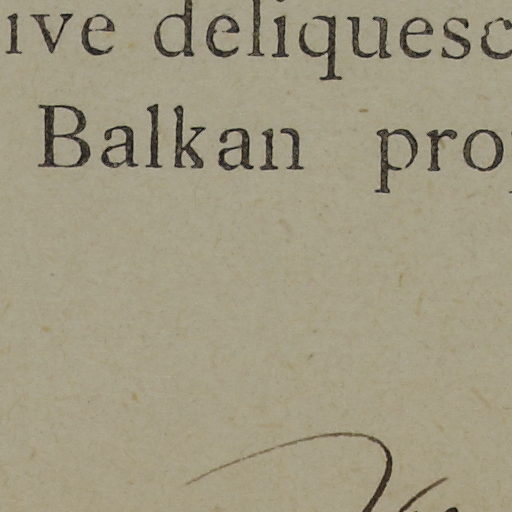 ive deliquesc
Balkan pro